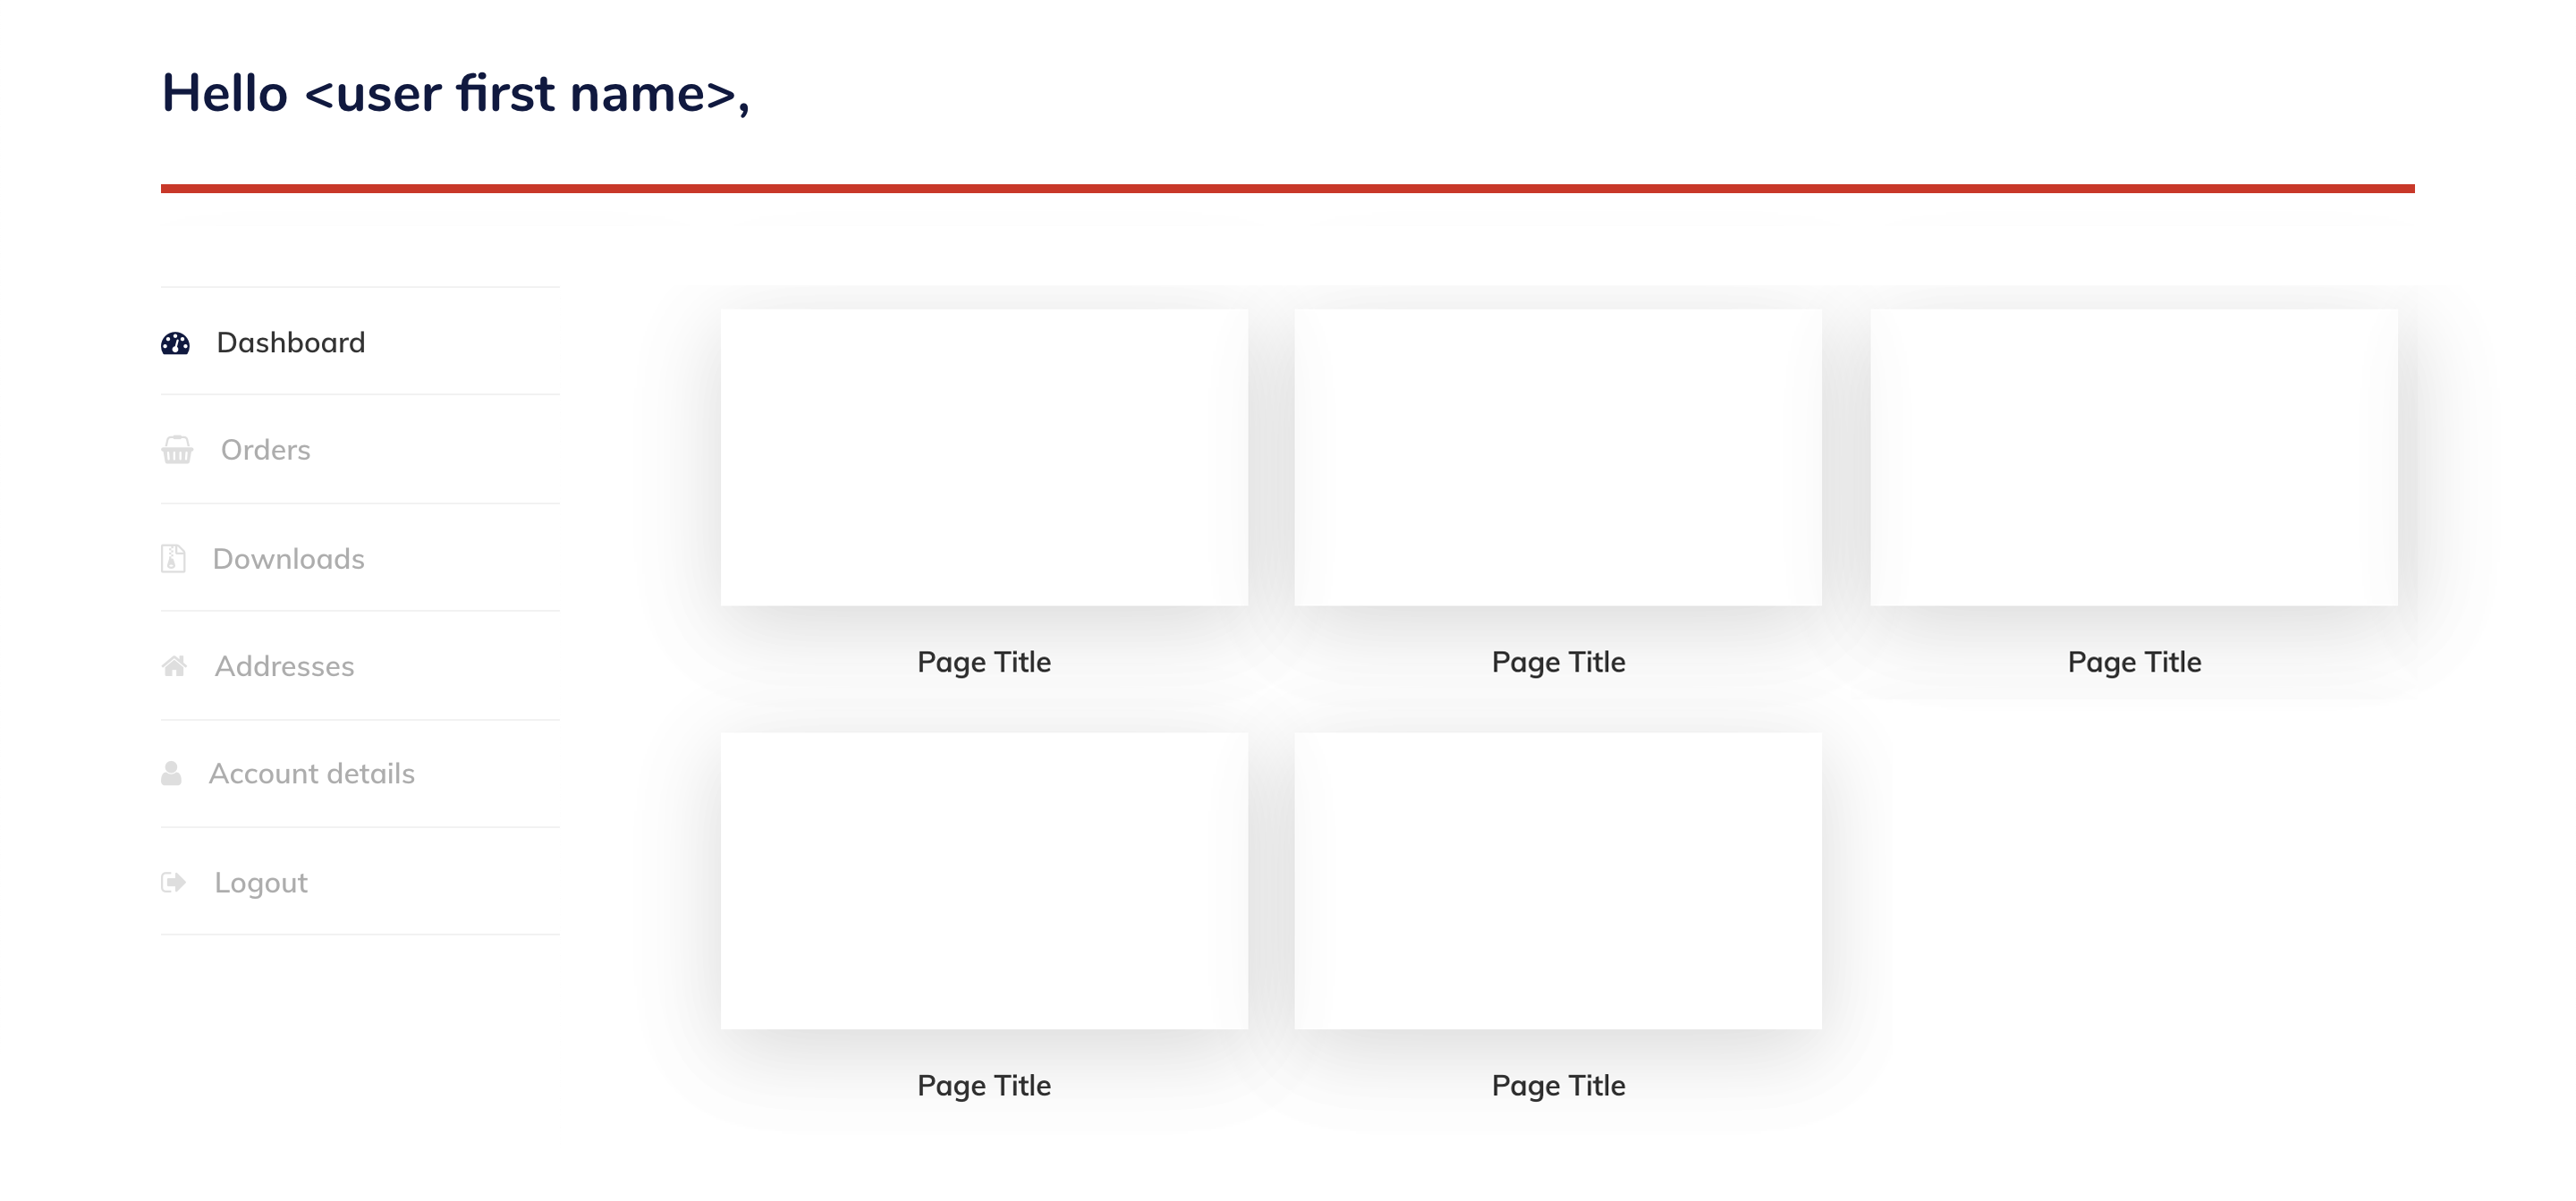 Hello <user first name>,
Dashboard
Orders
Downloads
Addresses
Account details
Logout
Page Title
Page Title
Page Title
Page Title
Page Title